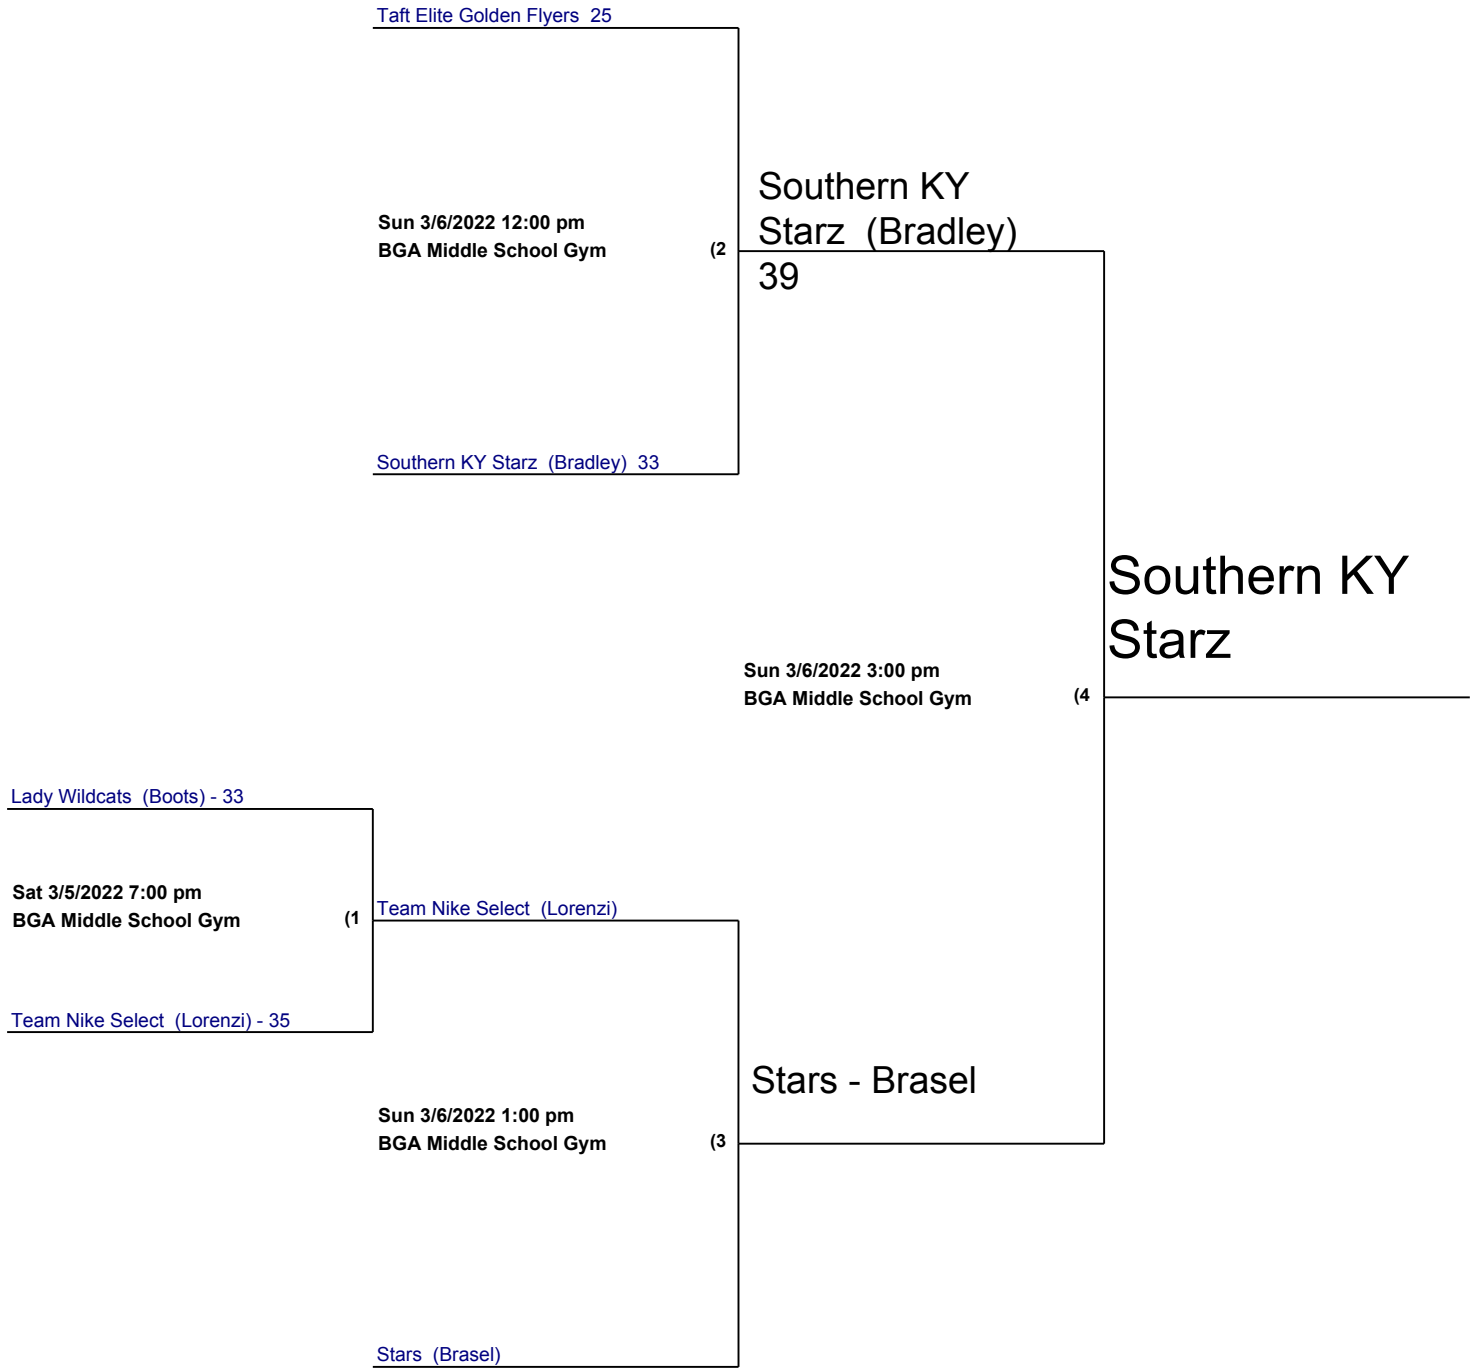 Taft Elite Golden Flyers  25
Southern KY
Starz  (Bradley)
39
Sun 3/6/2022 12:00 pm
BGA Middle School Gym
(2
Southern KY Starz  (Bradley)  33
Southern KY
Starz
Sun 3/6/2022 3:00 pm
BGA Middle School Gym
(4
Lady Wildcats  (Boots) - 33
Sat 3/5/2022 7:00 pm
BGA Middle School Gym
(1
Team Nike Select  (Lorenzi)
Team Nike Select  (Lorenzi) - 35
Stars - Brasel
Sun 3/6/2022 1:00 pm
BGA Middle School Gym
(3
Stars  (Brasel)